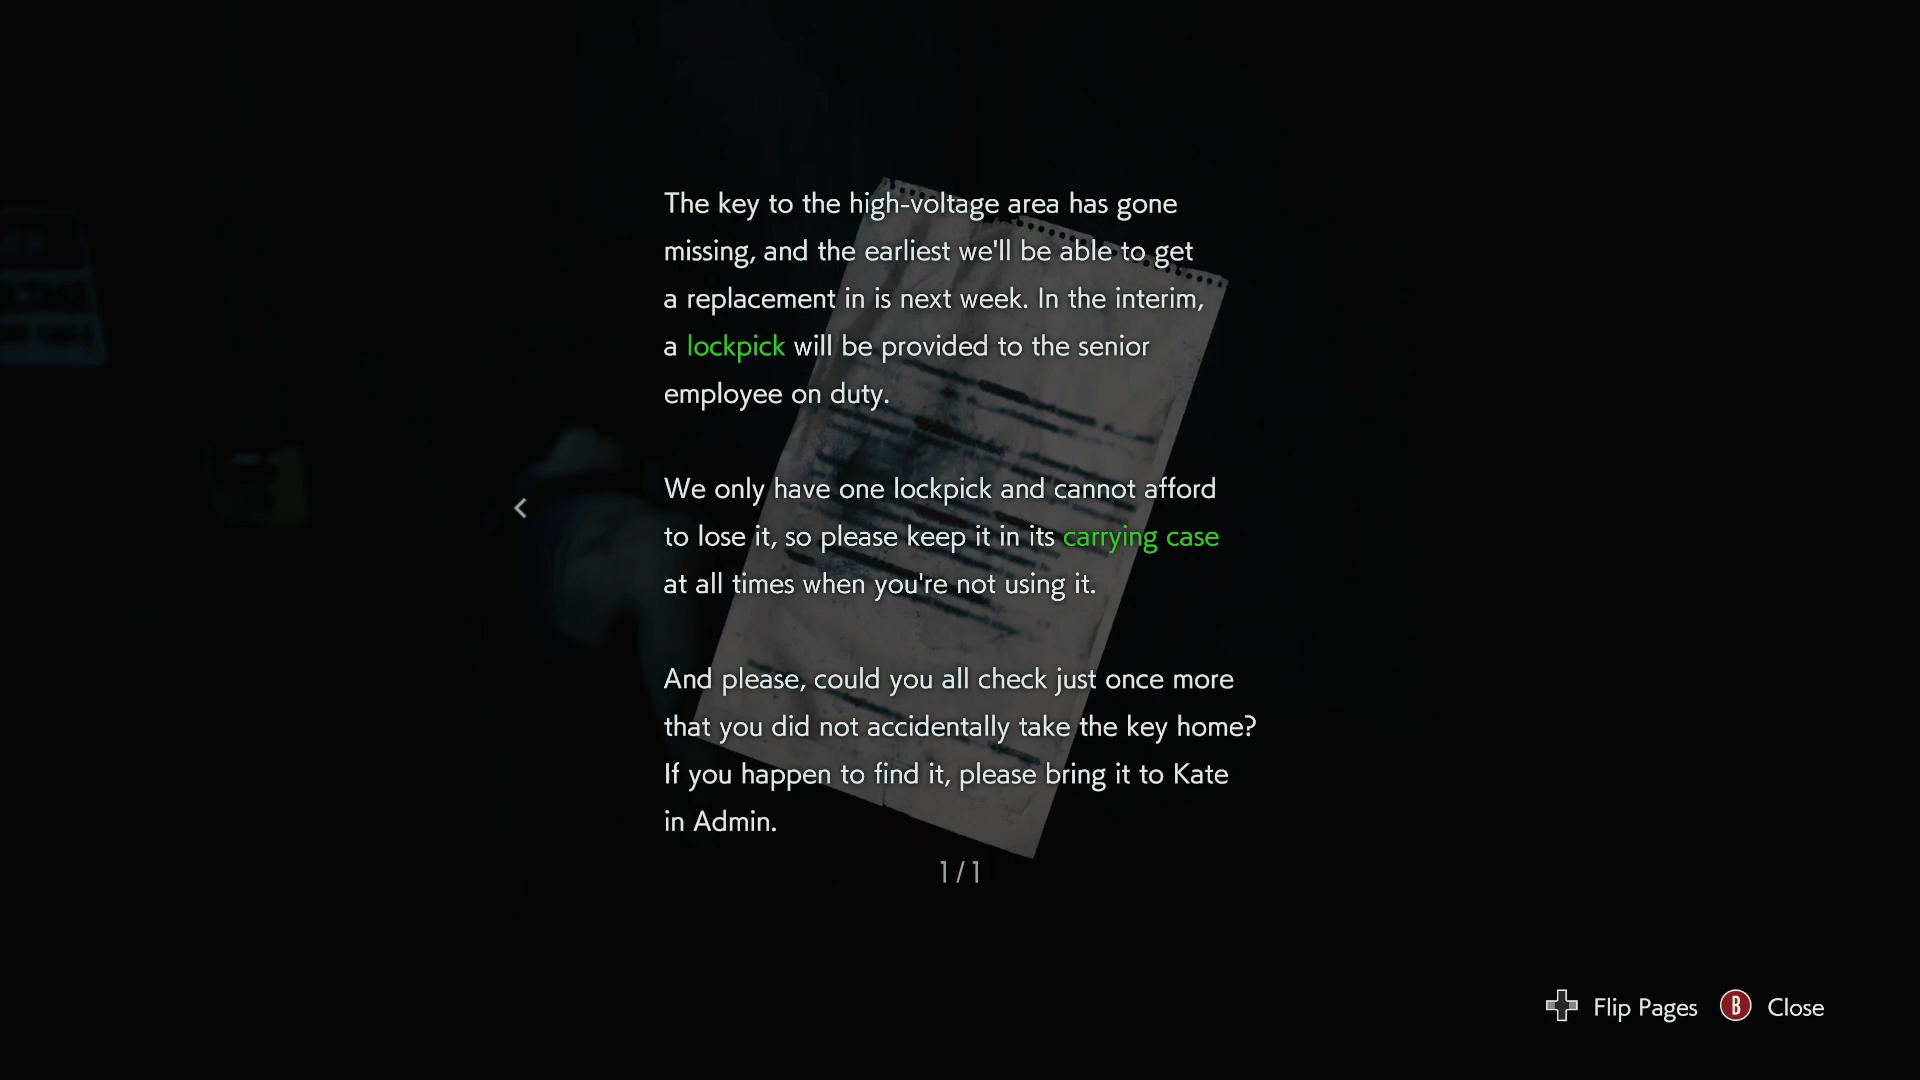 The key to the high-voltage area has gone
missing, and the earliest we'll be able to get
a replacement in is next week. In the interim,
a lockpick will be provided to the senior
employee on duty.
We only have one lockpick and cannot afford
to lose it, so please keep it in its carrying case
at all times when you're not using it.
And please, could you all check just once more
that you did not accidentally take the key home?
If you happen to find it, please bring it to Kate
in Admin.
1 / 1
Flip Pages B Close